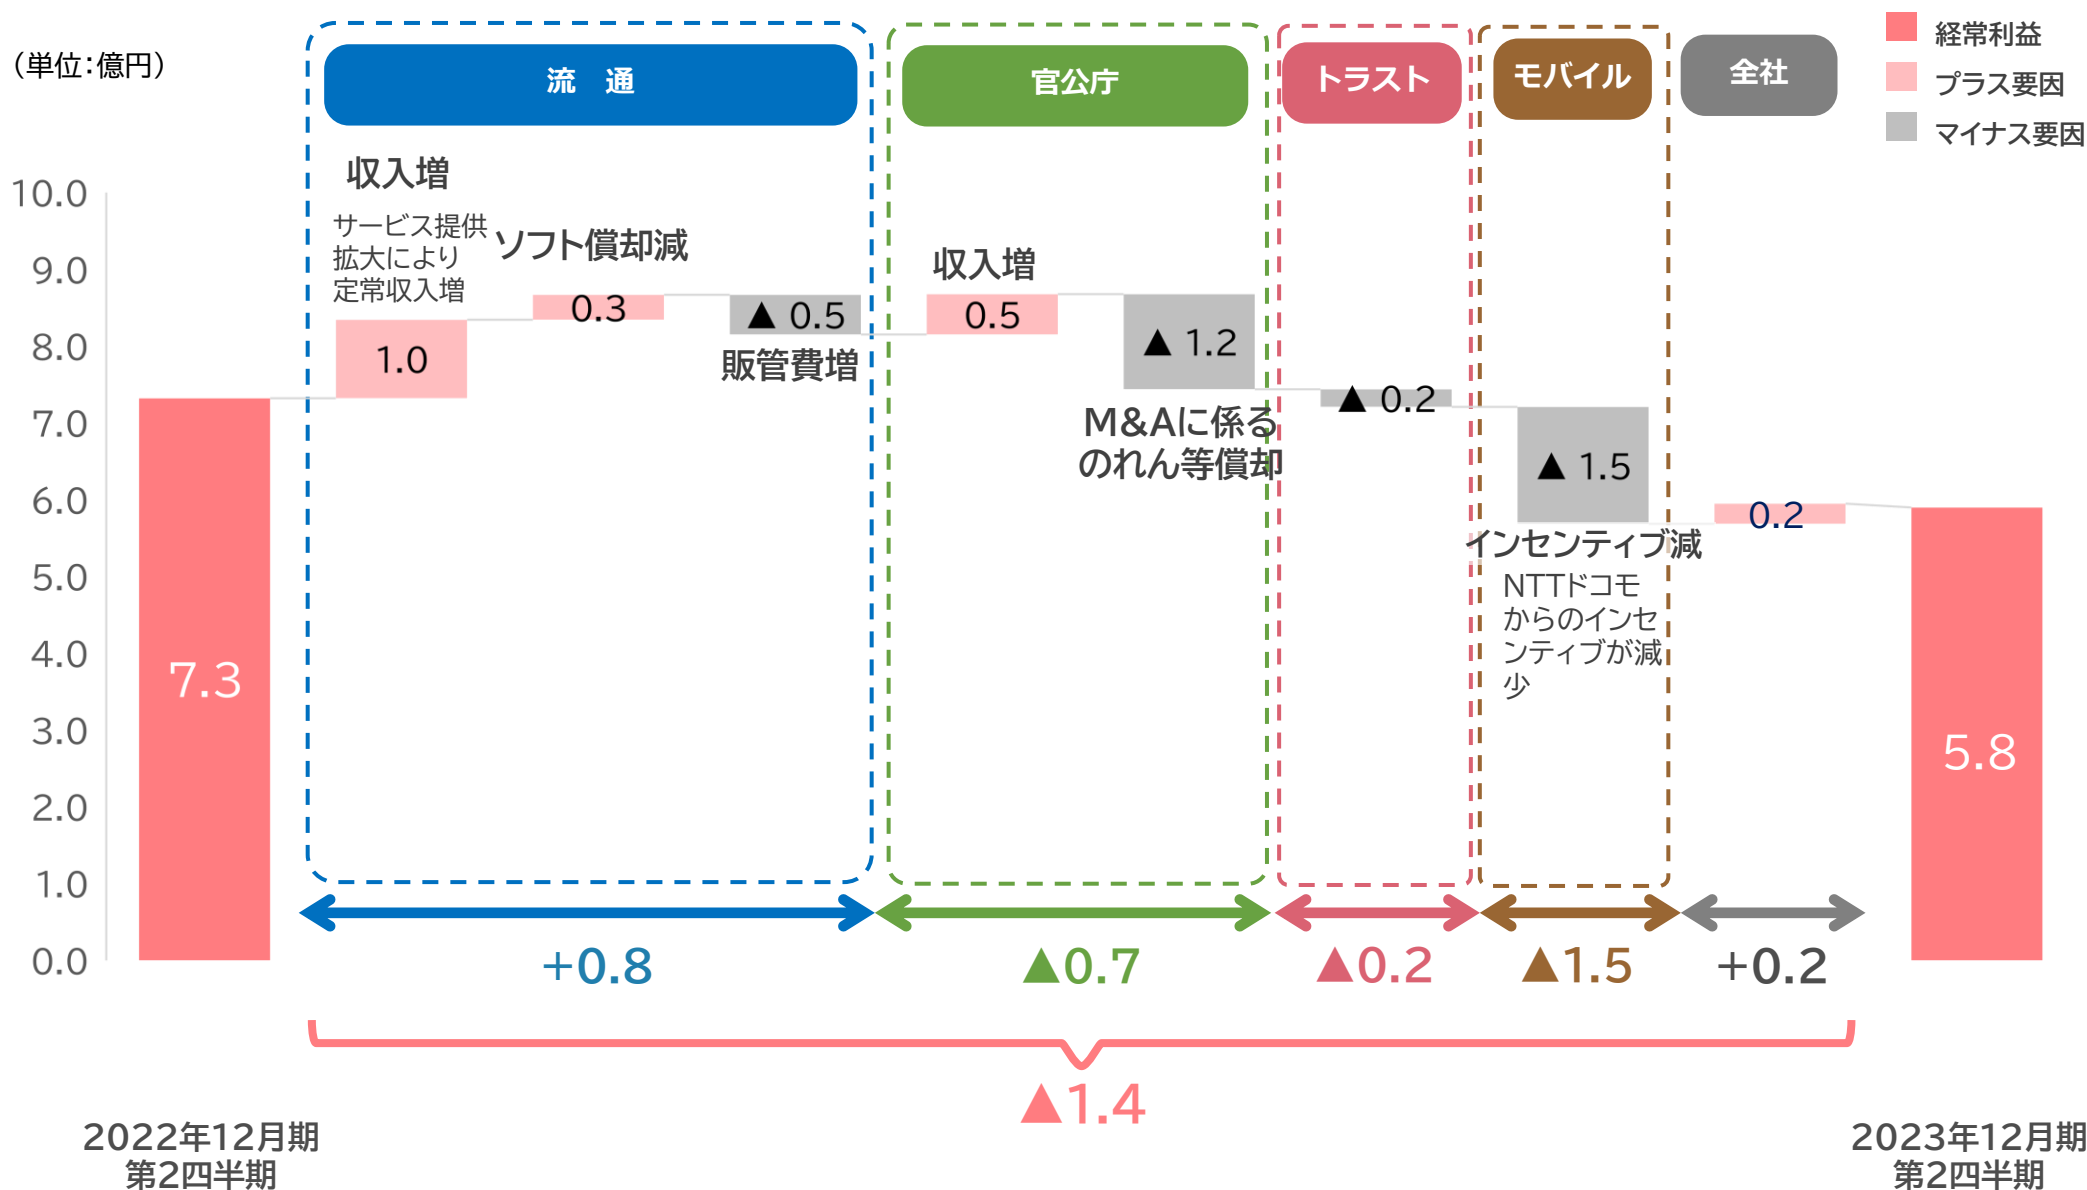 (単位:億円)
流　通
官公庁
トラスト
モバイル
全社
経常利益
プラス要因
マイナス要因
10.0
9.0
8.0
7.0
6.0
5.0
4.0
3.0
2.0
1.0
0.0
7.3
収入増
サービス提供
拡大により
定常収入増
1.0
ソフト償却減
0.3
▲ 0.5
販管費増
収入増
0.5
▲ 1.2
M&Aに係る
のれん等償却
▲ 0.2
▲ 1.5
インセンティブ減
NTTドコモ
からのインセ
ンティブが減
少
0.2
5.8
+0.8
▲0.7
▲0.2
▲1.5
+0.2
▲1.4
2022年12月期
第2四半期
2023年12月期
第2四半期